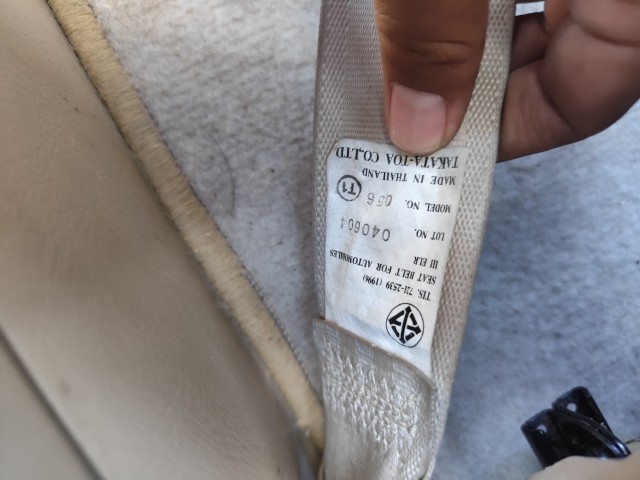 TIS. 721-2539 (1996)
SEAT BELT FOR AUTOMOBILES
III ELR
LOT NO. 040604
MODEL NO. 056
MADE IN THAILAND T1
TAKATA-TOA CO.,LTD